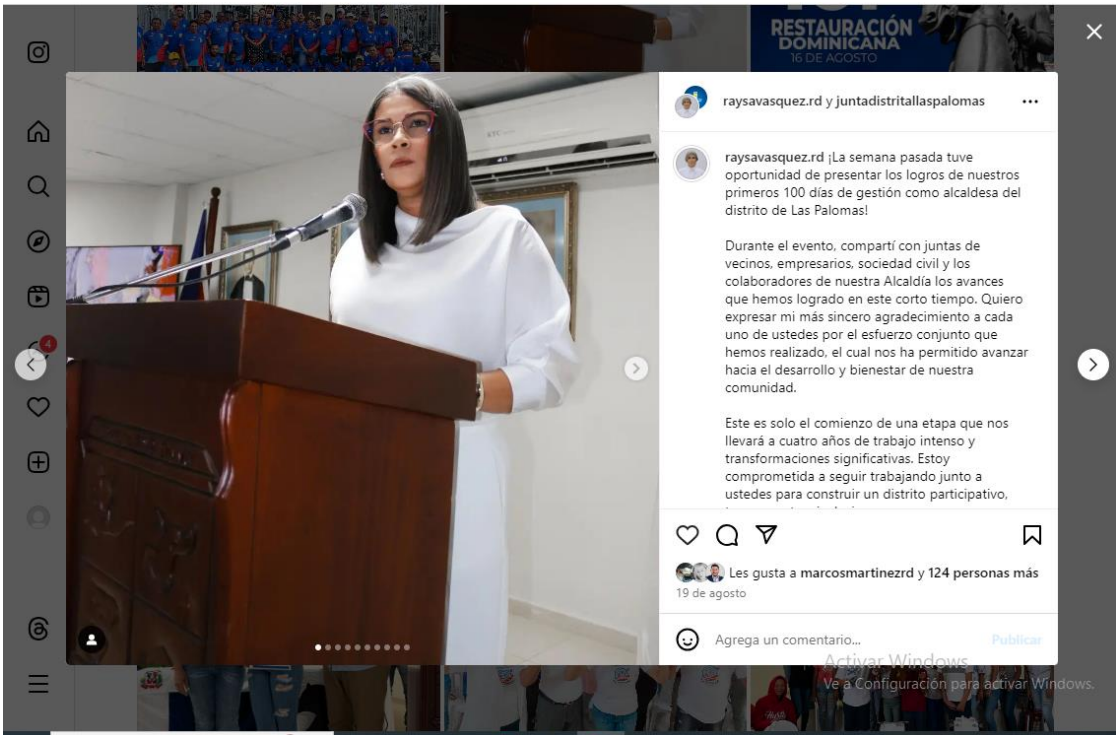 RESTAURACIÓN
DOMINICANA
16 DE AGOSTO
raysavasquez.rd y juntadistritallaspalomas
raysavasquez.rd ¡La semana pasada tuve
oportunidad de presentar los logros de nuestros
primeros 100 días de gestión como alcaldesa del
distrito de Las Palomas!
Durante el evento, compartí con juntas de
vecinos, empresarios, sociedad civil y los
colaboradores de nuestra Alcaldía los avances
que hemos logrado en este corto tiempo. Quiero
expresar mi más sincero agradecimiento a cada
uno de ustedes por el esfuerzo conjunto que
hemos realizado, el cual nos ha permitido avanzar
hacia el desarrollo y bienestar de nuestra
comunidad.
Este es solo el comienzo de una etapa que nos
llevará a cuatro años de trabajo intenso y
transformaciones significativas. Estoy
comprometida a seguir trabajando junto a
ustedes para construir un distrito participativo,
4
Les gusta a marcosmartinezrd y 124 personas más
19 de agosto
Agrega un comentario... Publicar
Activar Windows
Ve a Configuración para activar Windows.